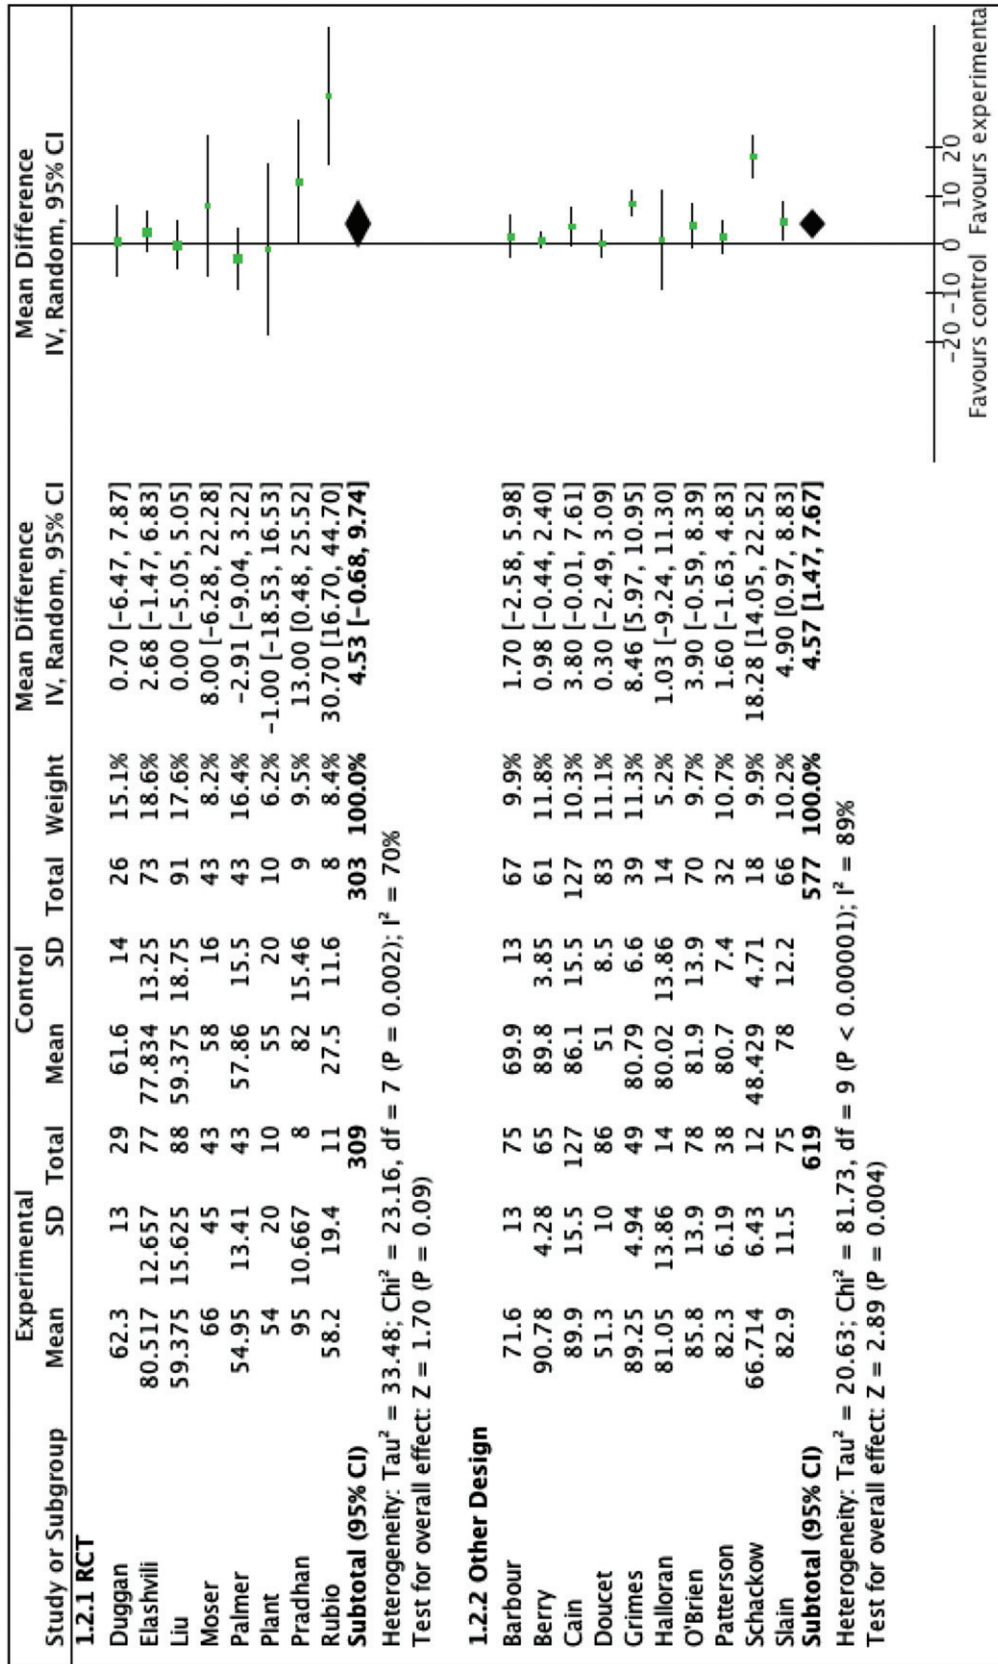 Experimental Control Mean Difference Mean Difference
Study or Subgroup Mean SD Total Mean SD Total Weight IV, Random, 95% CI IV, Random, 95% CI
1.2.1 RCT
Duggan 62.3 13 29 61.6 14 26 15.1% 0.70 [−6.47, 7.87]
Elashvili 80.517 12.657 77 77.834 13.25 73 18.6% 2.68 [−1.47, 6.83]
Liu 59.375 15.625 88 59.375 18.75 91 17.6% 0.00 [−5.05, 5.05]
Moser 66 45 43 58 16 43 8.2% 8.00 [−6.28, 22.28]
Palmer 54.95 13.41 43 57.86 15.5 43 16.4% −2.91 [−9.04, 3.22]
Plant 54 20 10 55 20 10 6.2% −1.00 [−18.53, 16.53]
Pradhan 95 10.667 8 82 15.46 9 9.5% 13.00 [0.48, 25.52]
Rubio 58.2 19.4 11 27.5 11.6 8 8.4% 30.70 [16.70, 44.70]
Subtotal (95% CI) 309 303 100.0% 4.53 [−0.68, 9.74]
Heterogeneity: Tau² = 33.48; Chi² = 23.16, df = 7 (P = 0.002); I² = 70%
Test for overall effect: Z = 1.70 (P = 0.09)
1.2.2 Other Design
Barbour 71.6 13 75 69.9 13 67 9.9% 1.70 [−2.58, 5.98]
Berry 90.78 4.28 65 89.8 3.85 61 11.8% 0.98 [−0.44, 2.40]
Cain 89.9 15.5 127 86.1 15.5 127 10.3% 3.80 [−0.01, 7.61]
Doucet 51.3 10 86 51 8.5 83 11.1% 0.30 [−2.49, 3.09]
Grimes 89.25 4.94 49 80.79 6.6 39 11.3% 8.46 [5.97, 10.95]
Halloran 81.05 13.86 14 80.02 13.86 14 5.2% 1.03 [−9.24, 11.30]
O'Brien 85.8 13.9 78 81.9 13.9 70 9.7% 3.90 [−0.59, 8.39]
Patterson 82.3 6.19 38 80.7 7.4 32 10.7% 1.60 [−1.63, 4.83]
Schackow 66.714 6.43 12 48.429 4.71 18 9.9% 18.28 [14.05, 22.52]
Slain 82.9 11.5 75 78 12.2 66 10.2% 4.90 [0.97, 8.83]
Subtotal (95% CI) 619 577 100.0% 4.57 [1.47, 7.67]
Heterogeneity: Tau² = 20.63; Chi² = 81.73, df = 9 (P < 0.00001); I² = 89%
Test for overall effect: Z = 2.89 (P = 0.004)
−20 −10 0 10 20
Favours control Favours experimenta